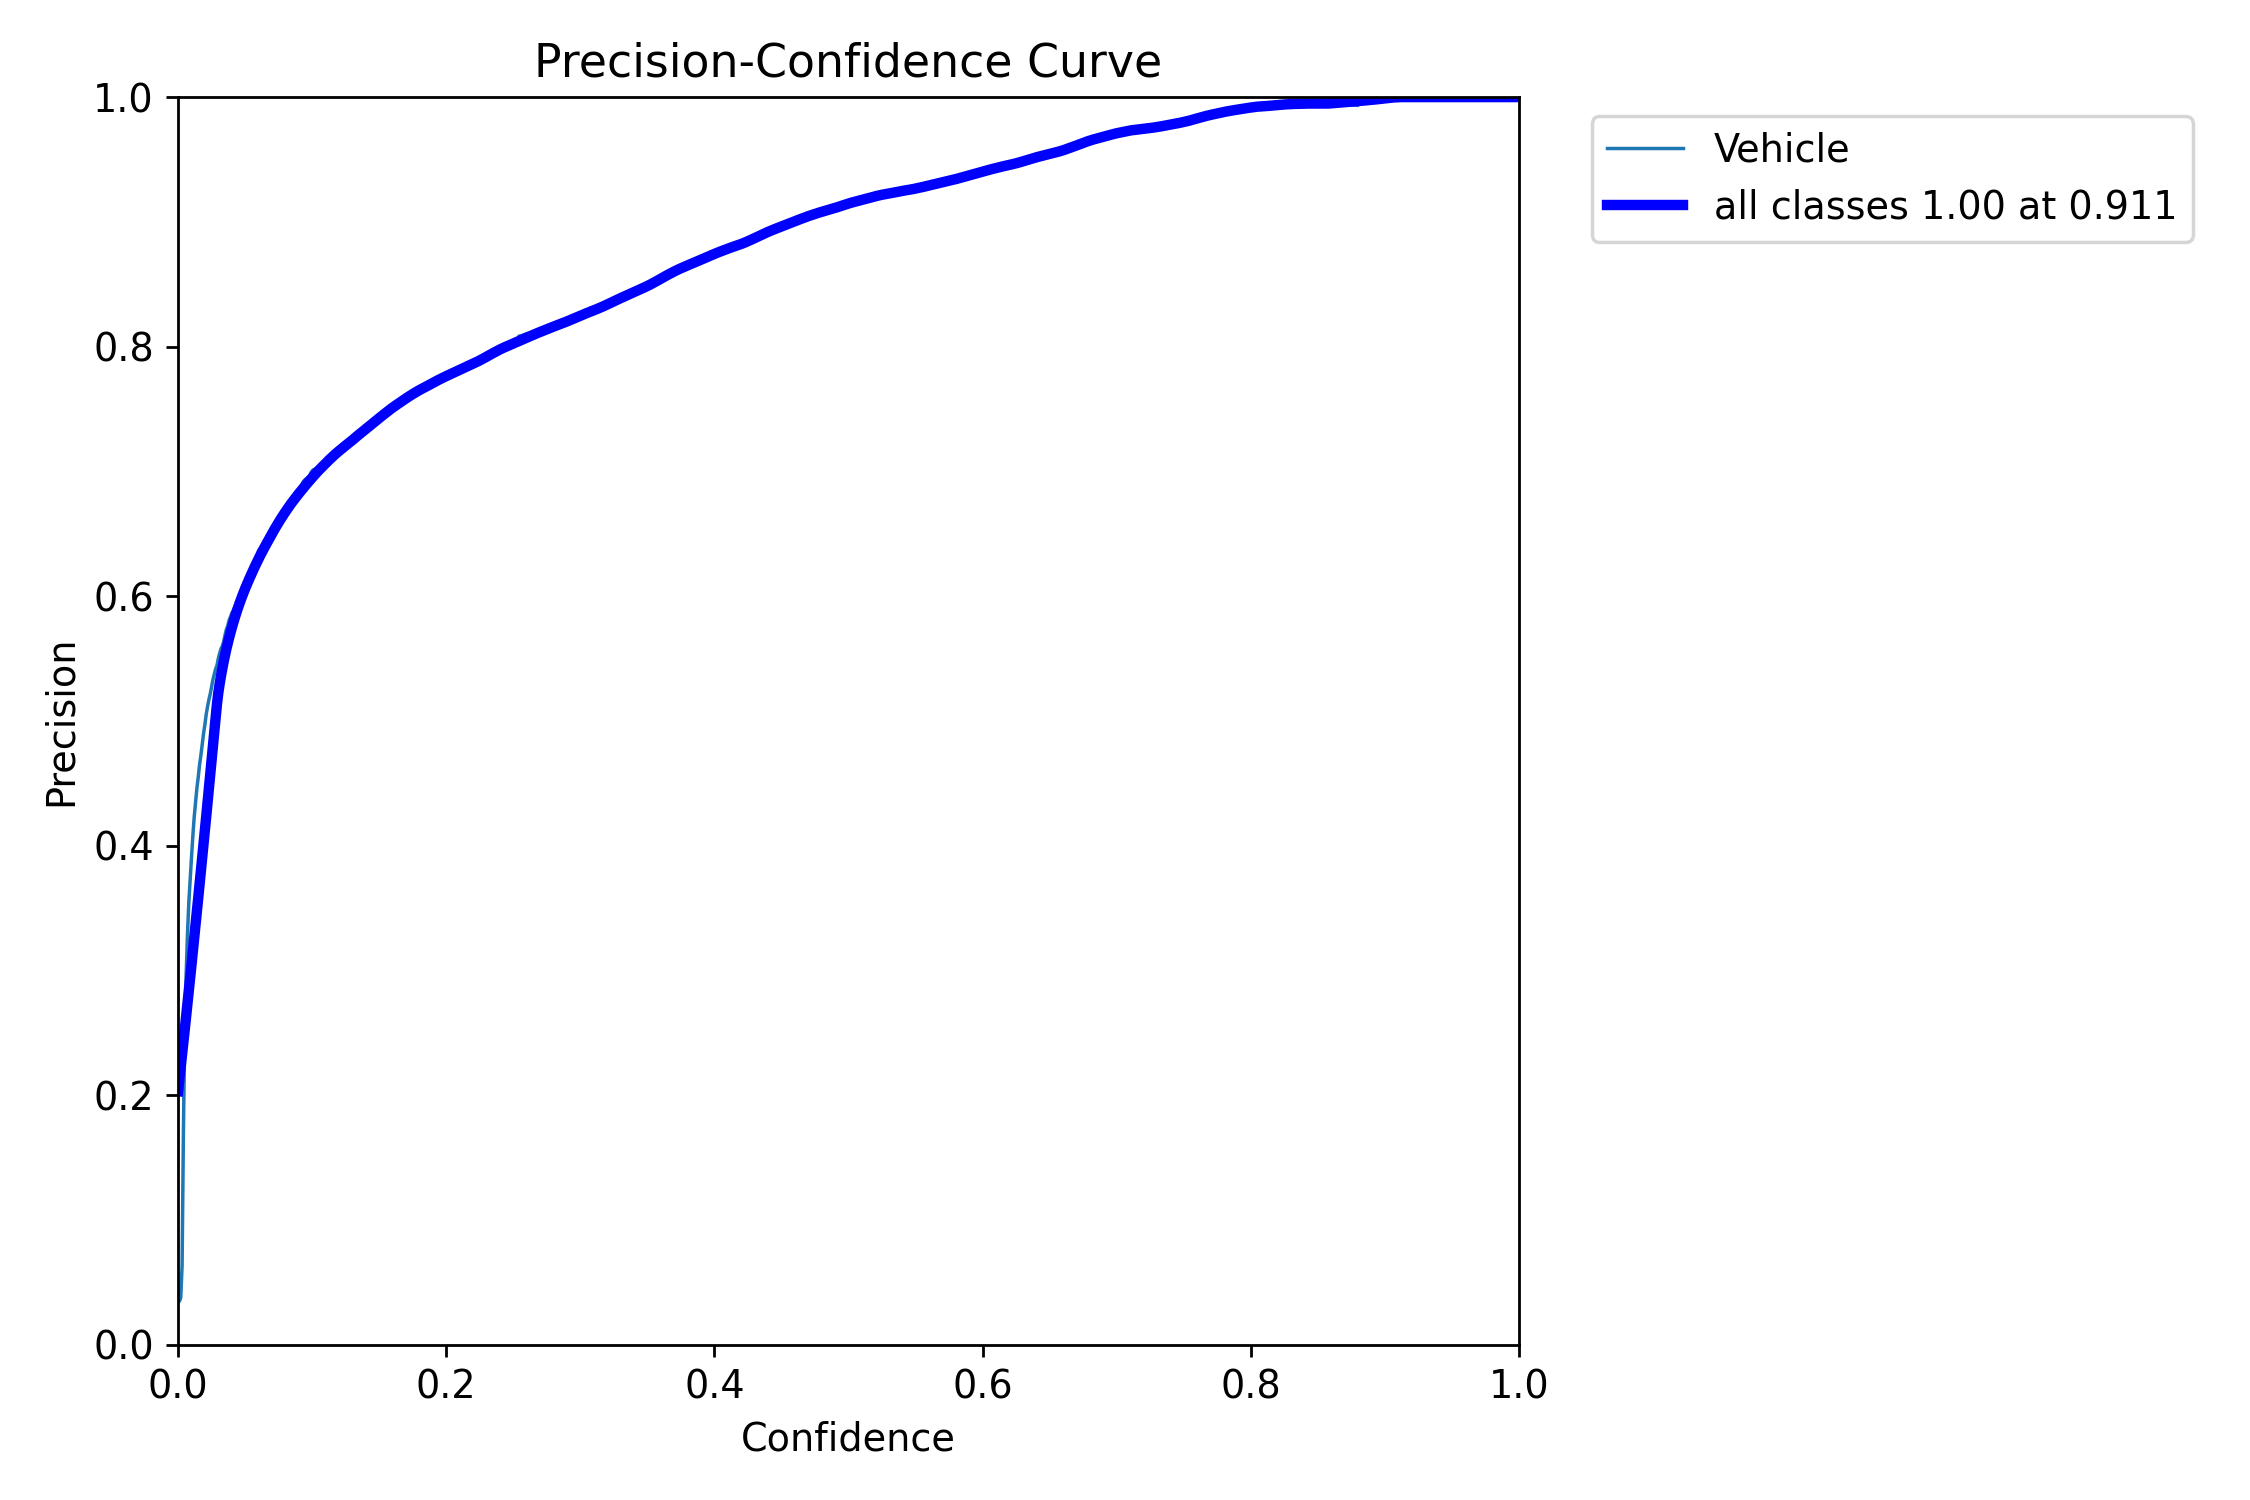 Precision-Confidence Curve
Vehicle
all classes 1.00 at 0.911
Precision
1.0
0.8
0.6
0.4
0.2
0.0
0.0 0.2 0.4 0.6 0.8 1.0
Confidence